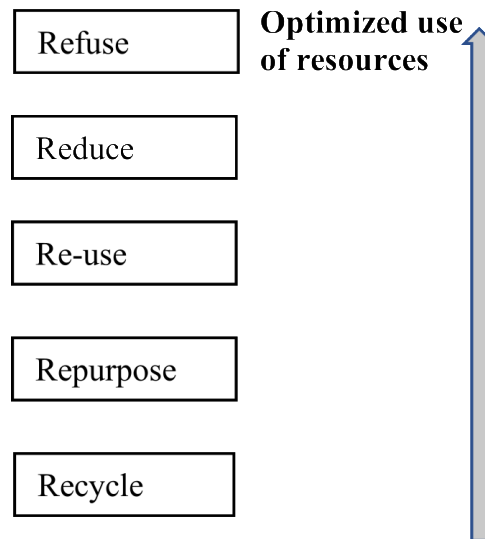 Refuse
Optimized use
of resources
Reduce
Re-use
Repurpose
Recycle